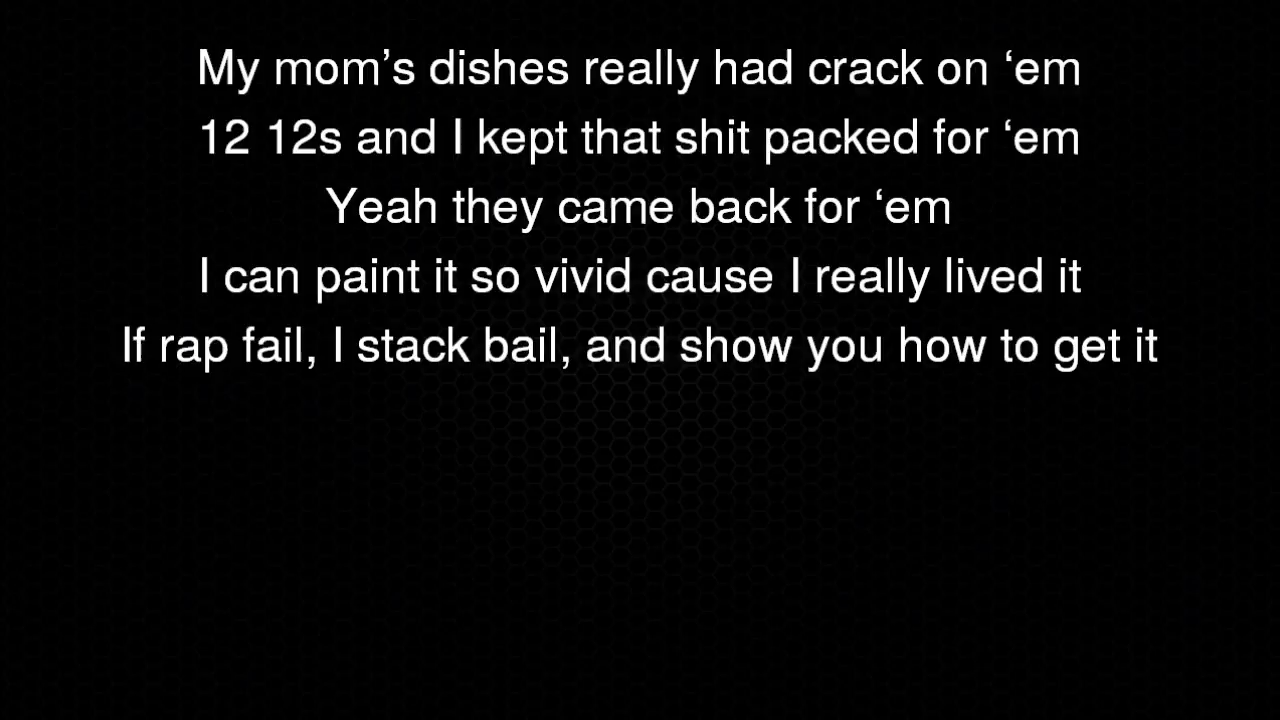 My mom’s dishes really had crack on ‘em
12 12s and I kept that shit packed for ‘em
Yeah they came back for ‘em
I can paint it so vivid cause I really lived it
If rap fail, I stack bail, and show you how to get it